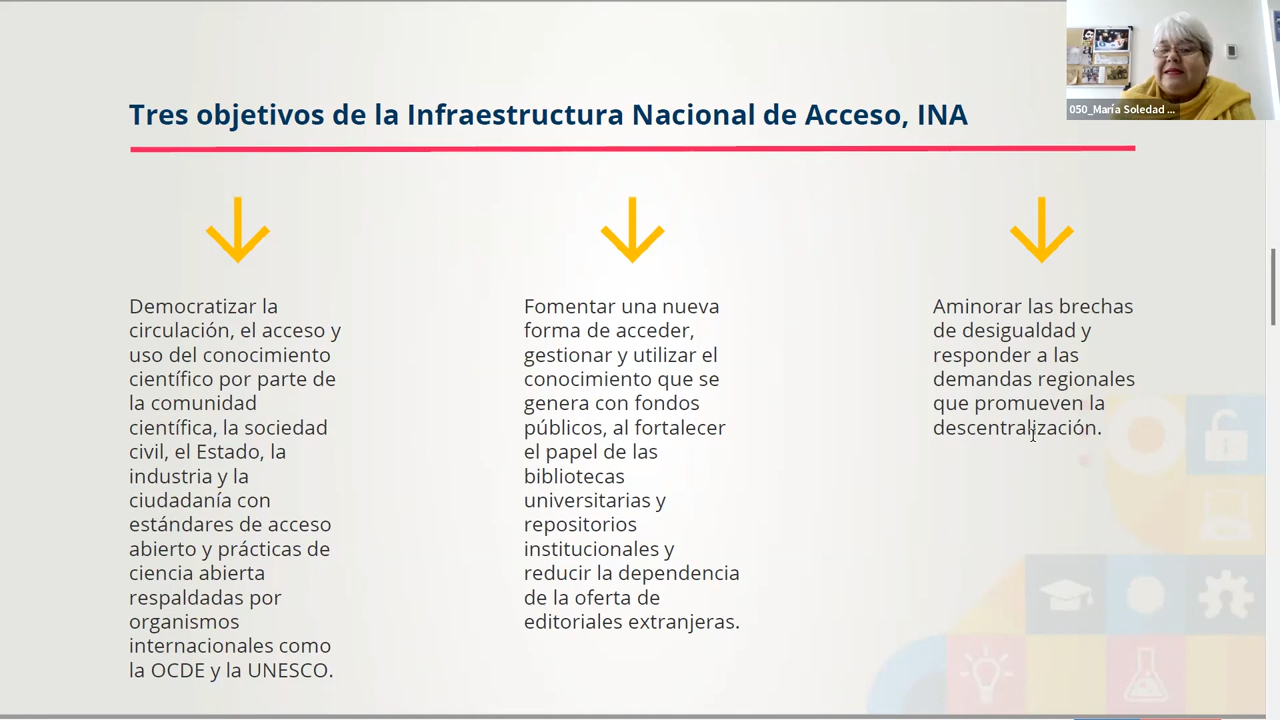 Tres objetivos de la Infraestructura Nacional de Acceso, INA
050_María Soledad ...
Democratizar la
circulación, el acceso y
uso del conocimiento
científico por parte de
la comunidad
científica, la sociedad
civil, el Estado, la
industria y la
ciudadanía con
estándares de acceso
abierto y prácticas de
ciencia abierta
respaldadas por
organismos
internacionales como
la OCDE y la UNESCO.
Fomentar una nueva
forma de acceder,
gestionar y utilizar el
conocimiento que se
genera con fondos
públicos, al fortalecer
el papel de las
bibliotecas
universitarias y
repositorios
institucionales y
reducir la dependencia
de la oferta de
editoriales extranjeras.
Aminorar las brechas
de desigualdad y
responder a las
demandas regionales
que promueven la
descentralización.